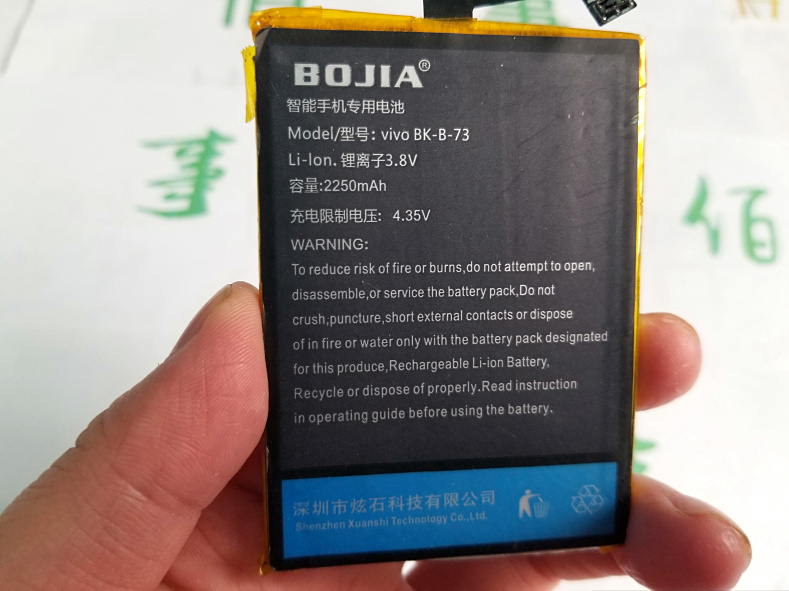 事
BOJIA®
智能手机专用电池
Model/型号: vivo BK-B-73
Li-Ion. 锂离子3.8V
容量:2250mAh
充电限制电压: 4.35V
事
佰
WARNING:
To reduce risk of fire or burns,do not attempt to open,
disassemble,or service the battery pack,Do not
crush,puncture,short external contacts or dispose
of in fire or water only with the battery pack designated
for this produce,Rechargeable Li-ion Battery,
Recycle or dispose of properly.Read instruction
in operating guide before using the battery.
深圳市炫石科技有限公司
Shenzhen Xuanshi Technology Co.,Ltd.